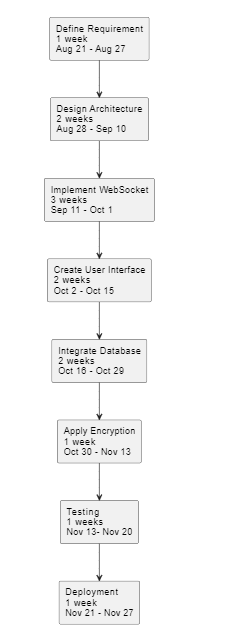 Define Requirement
1 week
Aug 21 - Aug 27
Design Architecture
2 weeks
Aug 28 - Sep 10
Implement WebSocket
3 weeks
Sep 11 - Oct 1
Create User Interface
2 weeks
Oct 2 - Oct 15
Integrate Database
2 weeks
Oct 16 - Oct 29
Apply Encryption
1 week
Oct 30 - Nov 13
Testing
1 weeks
Nov 13- Nov 20
Deployment
1 week
Nov 21 - Nov 27